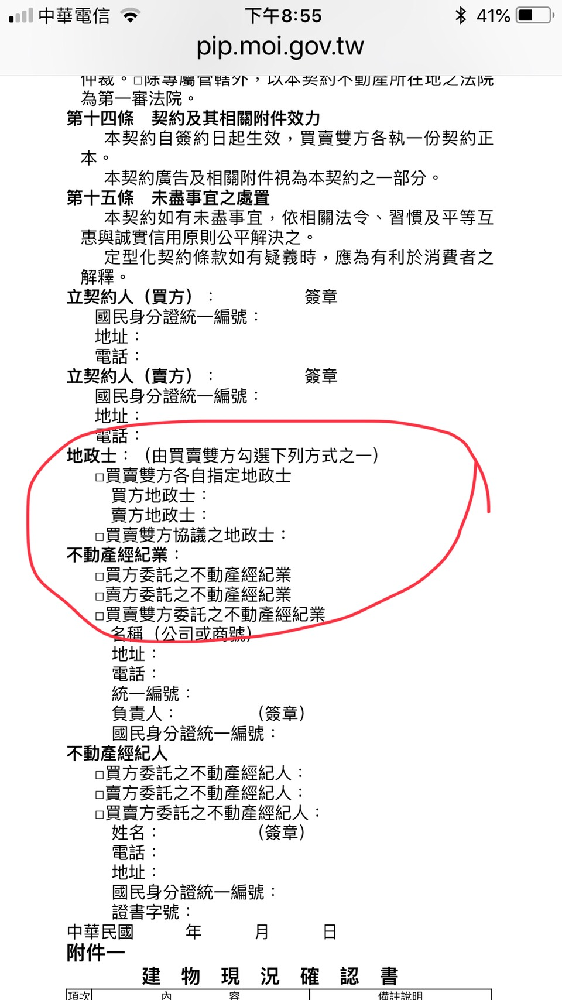 中華電信 下午8:55 41%
pip.moi.gov.tw
仲裁。□除專屬管轄外，以本契約不動產所在地之法院
為第一審法院。
第十四條　契約及其相關附件效力
本契約自簽約日起生效，買賣雙方各執一份契約正
本。
本契約廣告及相關附件視為本契約之一部分。
第十五條　未盡事宜之處置
本契約如有未盡事宜，依相關法令、習慣及平等互
惠與誠實信用原則公平解決之。
定型化契約條款如有疑義時，應為有利於消費者之
解釋。
立契約人（買方）：　　　　　簽章
國民身分證統一編號：
地址：
電話：
立契約人（賣方）：　　　　　簽章
國民身分證統一編號：
地址：
電話：
地政士：（由買賣雙方勾選下列方式之一）
□買賣雙方各自指定地政士
買方地政士：
賣方地政士：
□買賣雙方協議之地政士：
不動產經紀業：
□買方委託之不動產經紀業
□賣方委託之不動產經紀業
□買賣雙方委託之不動產經紀業
名稱（公司或商號）
地址：
電話：
統一編號：
負責人：　　　　　（簽章）
國民身分證統一編號：
不動產經紀人
□買方委託之不動產經紀人：
□賣方委託之不動產經紀人：
□買賣方委託之不動產經紀人：
姓名：　　　　　　（簽章）
電話：
地址：
國民身分證統一編號：
證書字號：
中華民國　　　年　　　月　　　日
附件一
建物現況確認書
項次　內容　備註說明